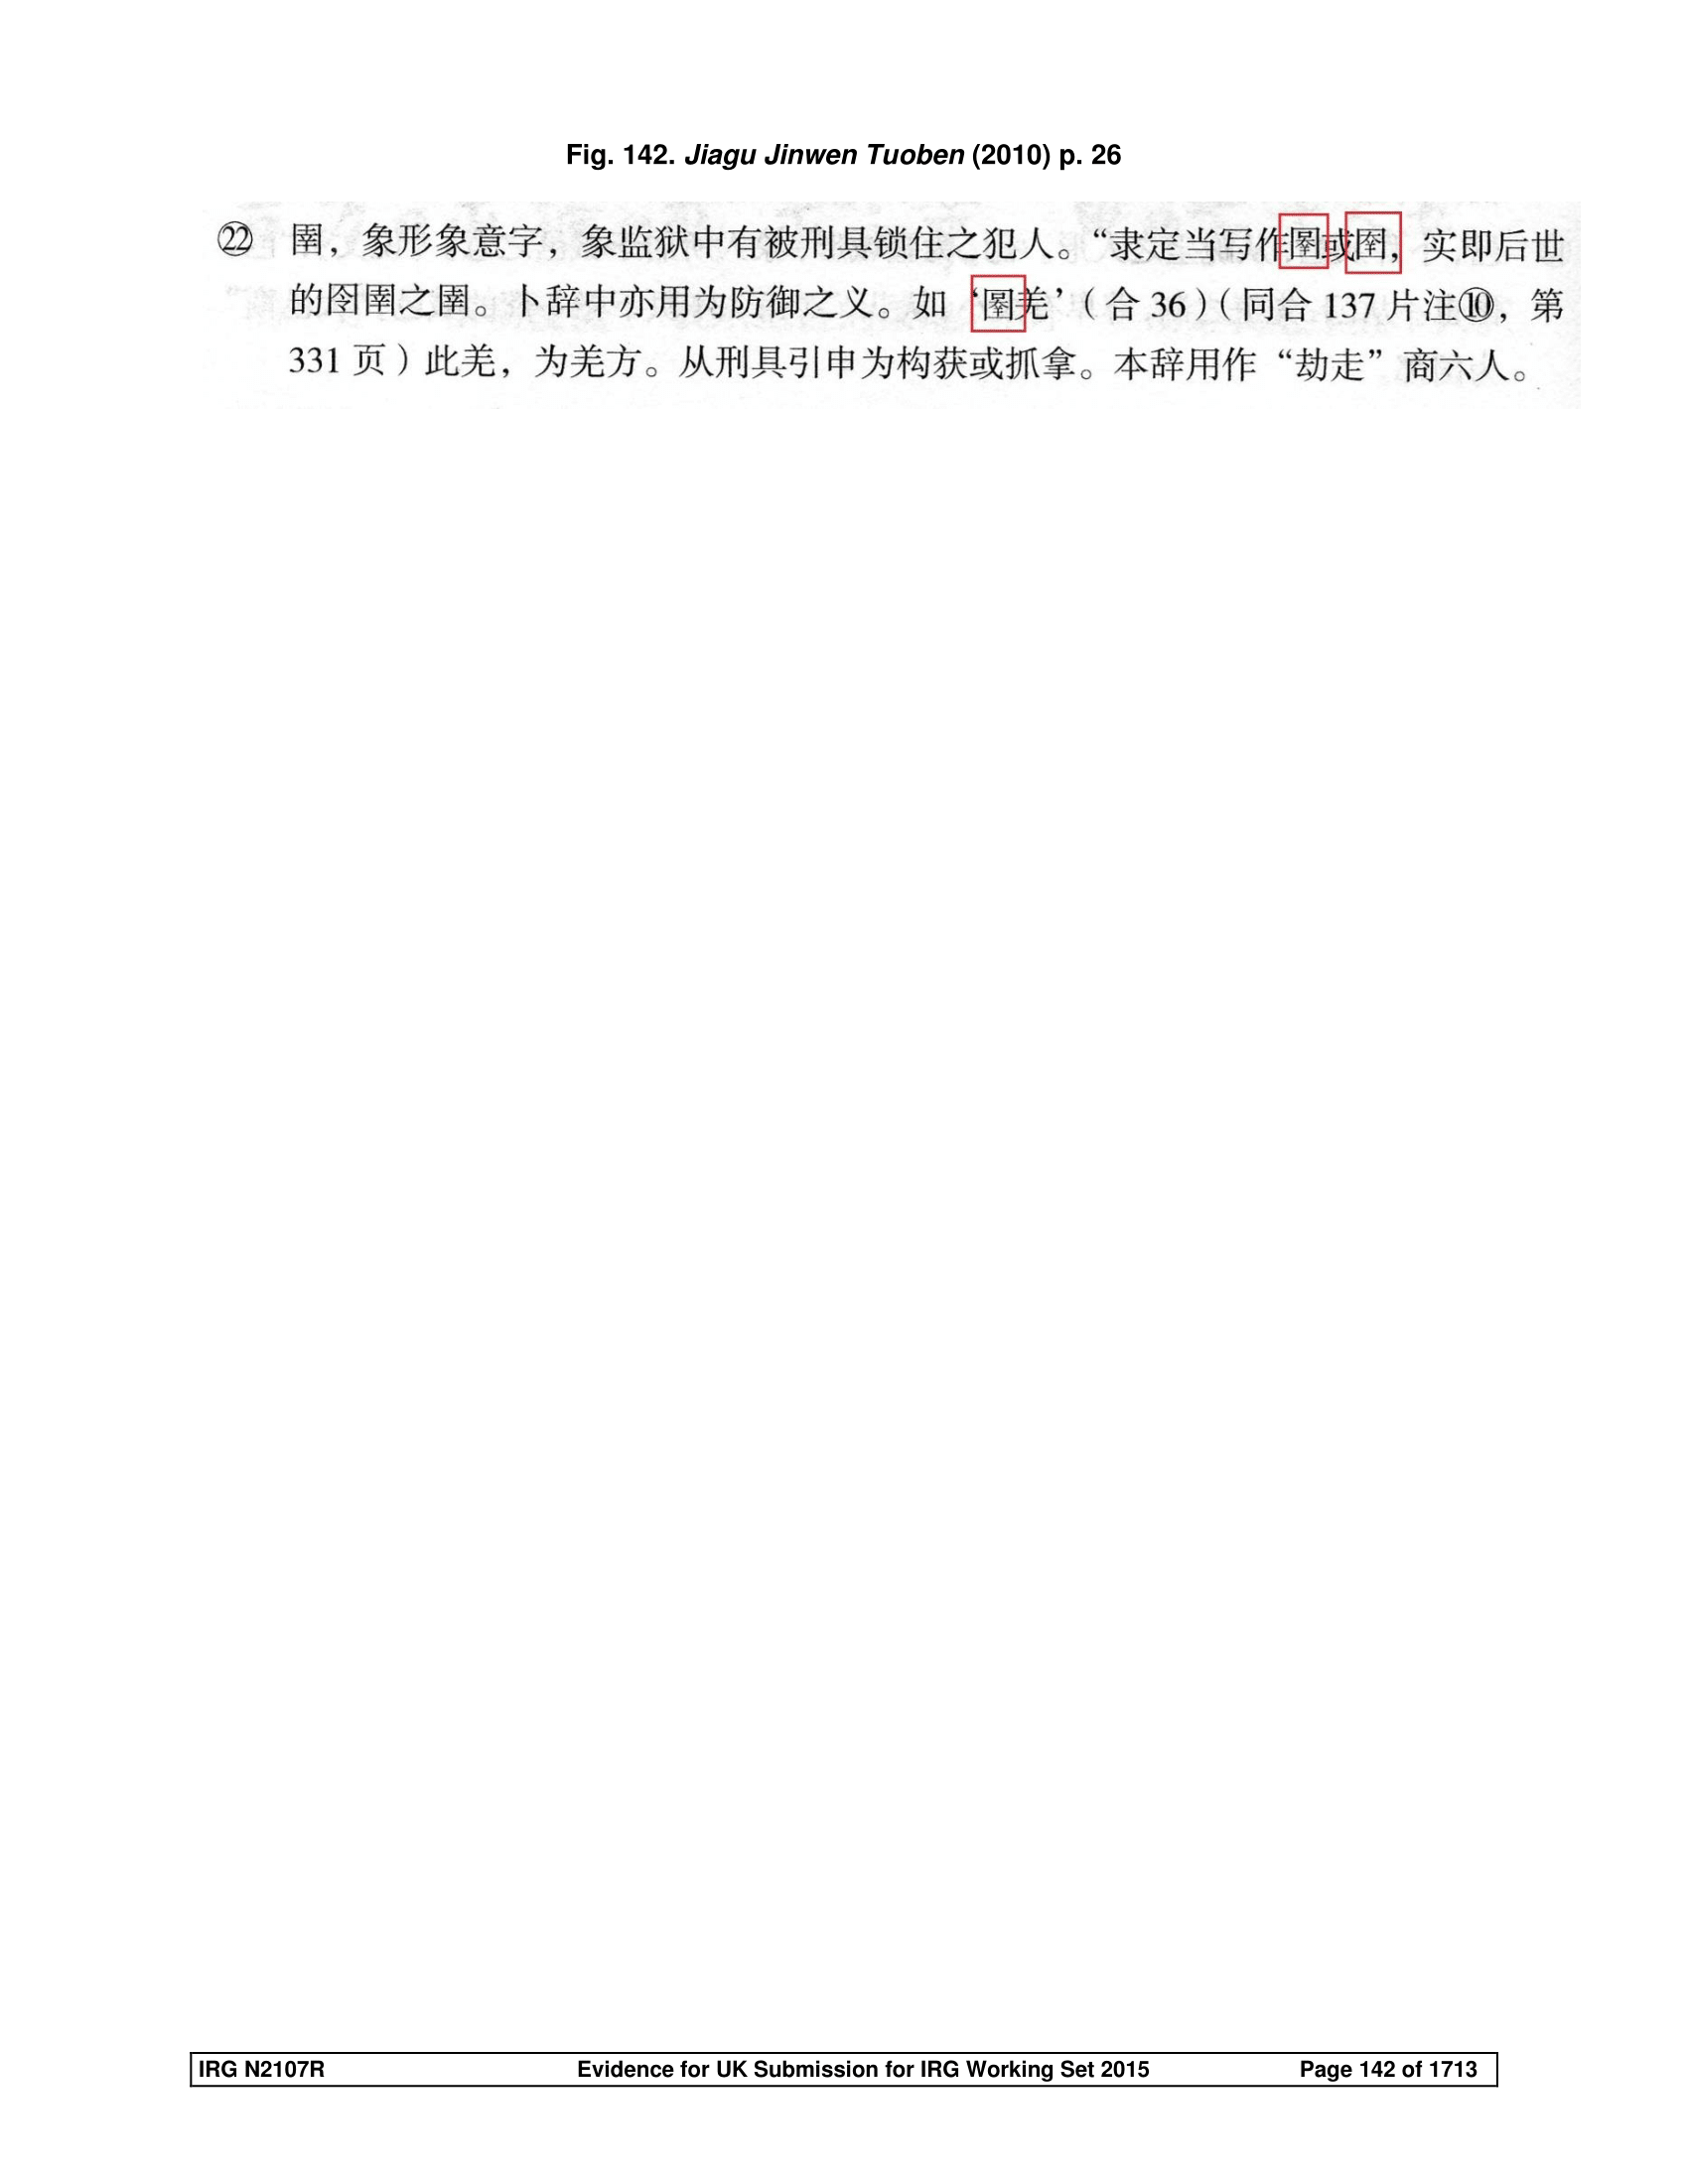 Fig. 142. Jiagu Jinwen Tuoben (2010) p. 26
㉒ 圉，象形象意字，象监狱中有被刑具锁住之犯人。“隶定当写作或，实即后世
的囹圉之圉。卜辞中亦用为防御之义。如‘羌’（合 36）（同合 137 片注⑩，第
331 页）此羌，为羌方。从刑具引申为构获或抓拿。本辞用作“劫走”商六人。
IRG N2107R Evidence for UK Submission for IRG Working Set 2015 Page 142 of 1713